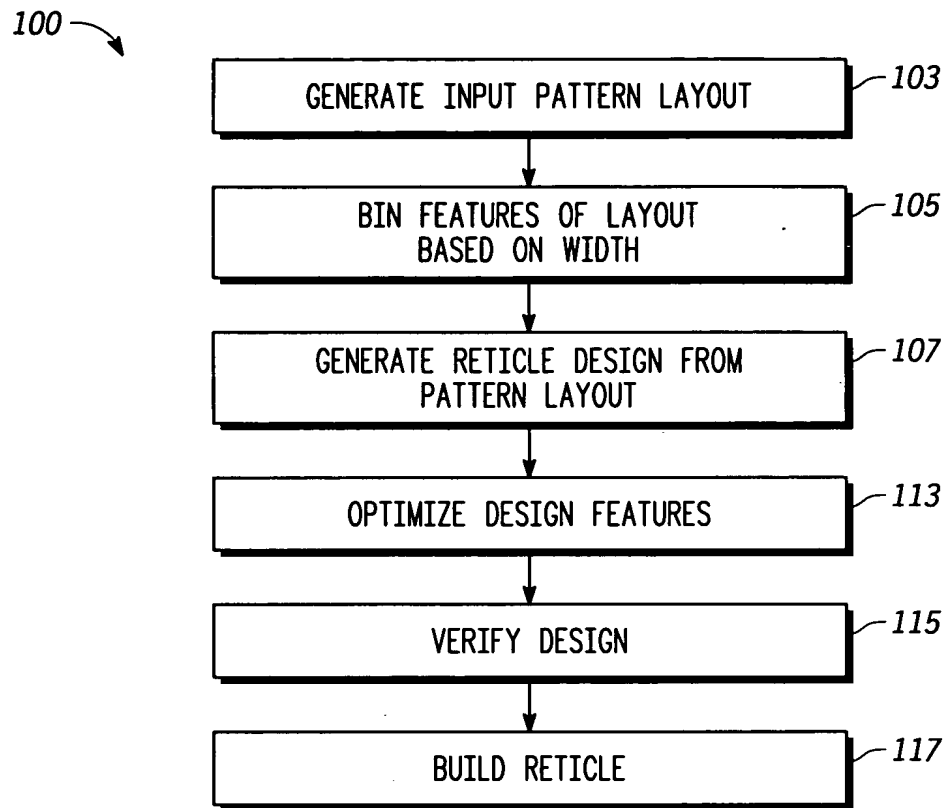 100
GENERATE INPUT PATTERN LAYOUT
103
BIN FEATURES OF LAYOUT
BASED ON WIDTH
105
GENERATE RETICLE DESIGN FROM
PATTERN LAYOUT
107
OPTIMIZE DESIGN FEATURES
113
VERIFY DESIGN
115
BUILD RETICLE
117